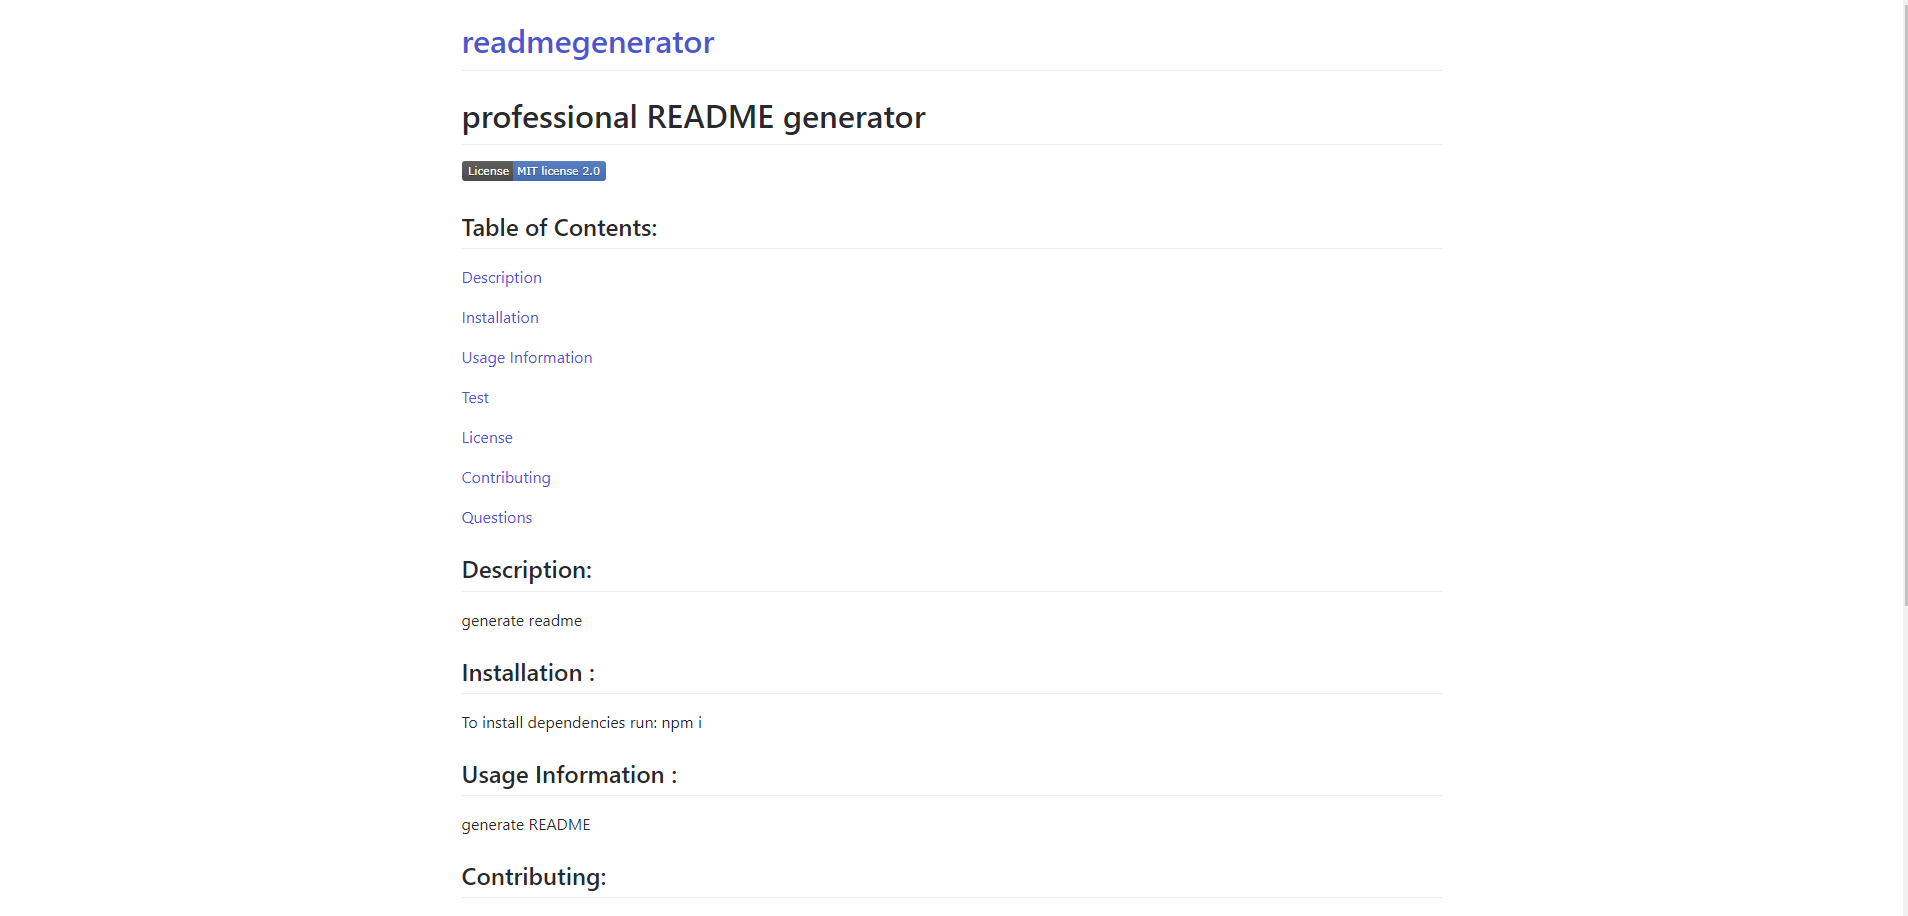 readmegenerator
professional README generator
License MIT license 2.0
Table of Contents:
Description
Installation
Usage Information
Test
License
Contributing
Questions
Description:
generate readme
Installation :
To install dependencies run: npm i
Usage Information :
generate README
Contributing: